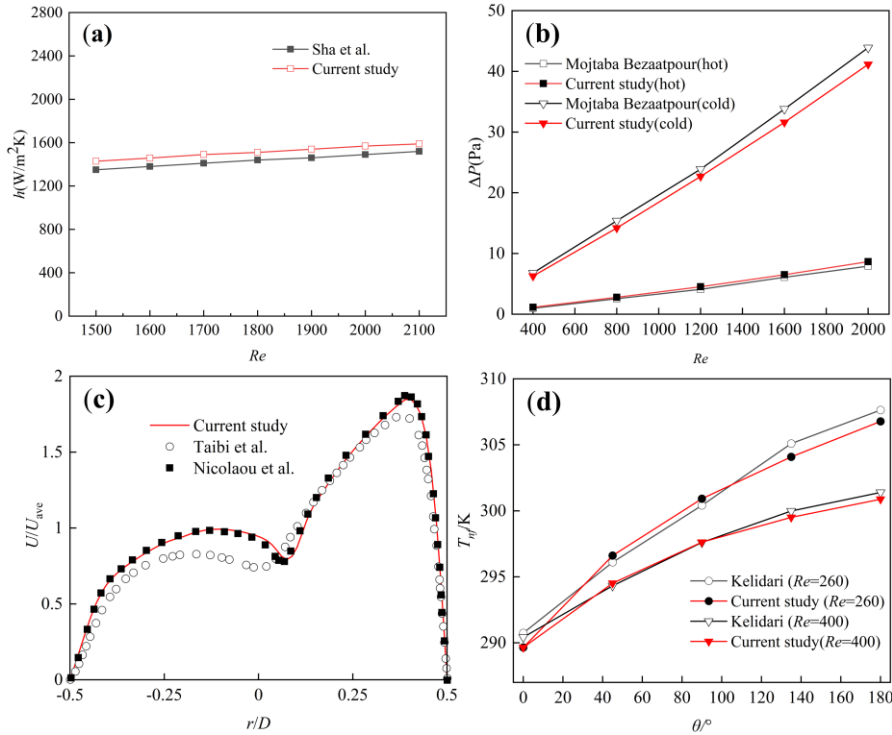 (a)
Sha et al.
Current study
2800
2400
2000
1600
1200
800
400
0
h(W/m²K)
1500 1600 1700 1800 1900 2000 2100
Re
(b)
Mojtaba Bezaatpour(hot)
Current study(hot)
Mojtaba Bezaatpour(cold)
Current study(cold)
50
40
30
20
10
0
ΔP(Pa)
400 600 800 1000 1200 1400 1600 1800 2000
Re
(c)
Current study
Taibi et al.
Nicolaou et al.
2
1.5
1
0.5
0
U/Uave
-0.5 -0.25 0 0.25 0.5
r/D
(d)
310
305
300
295
290
Tnf/K
Kelidari (Re=260)
Current study (Re=260)
Kelidari (Re=400)
Current study(Re=400)
0 20 40 60 80 100 120 140 160 180
θ/°